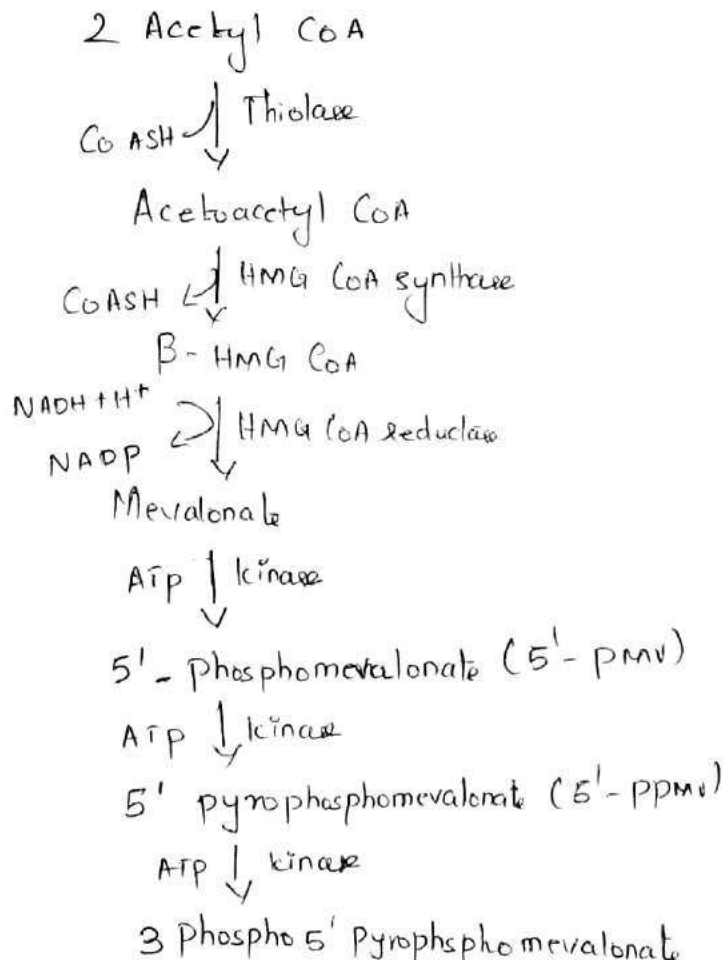 2 Acetyl CoA
CoASH Thiolase
Acetoacetyl CoA
CoASH HMG CoA synthase
β- HMG CoA
NADH + H+
NADP HMG CoA reductase
Mevalonate
ATP kinase
5'- Phosphomevalonate (5'- PMV)
ATP kinase
5' pyrophosphomevalonate (5'- PPMV)
ATP kinase
3 Phospho 5' Pyrophsphomevalonate